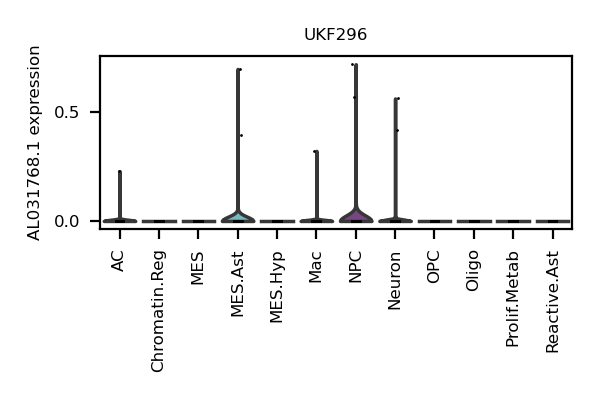 UKF296
AL031768.1 expression
0.5
0.0
AC
Chromatin.Reg
MES
MES.Ast
MES.Hyp
Mac
NPC
Neuron
OPC
Oligo
Prolif.Metab
Reactive.Ast